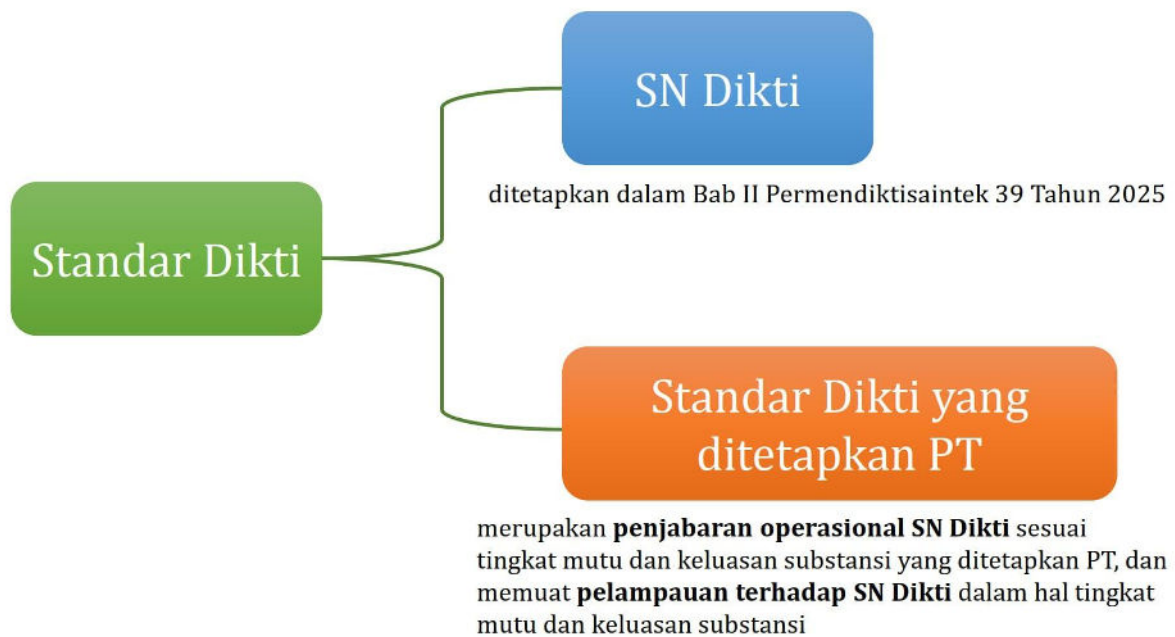 SN Dikti
ditetapkan dalam Bab II Permendiktisaintek 39 Tahun 2025
Standar Dikti
Standar Dikti yang
ditetapkan PT
merupakan penjabaran operasional SN Dikti sesuai
tingkat mutu dan keluasan substansi yang ditetapkan PT, dan
memuat pelampauan terhadap SN Dikti dalam hal tingkat
mutu dan keluasan substansi